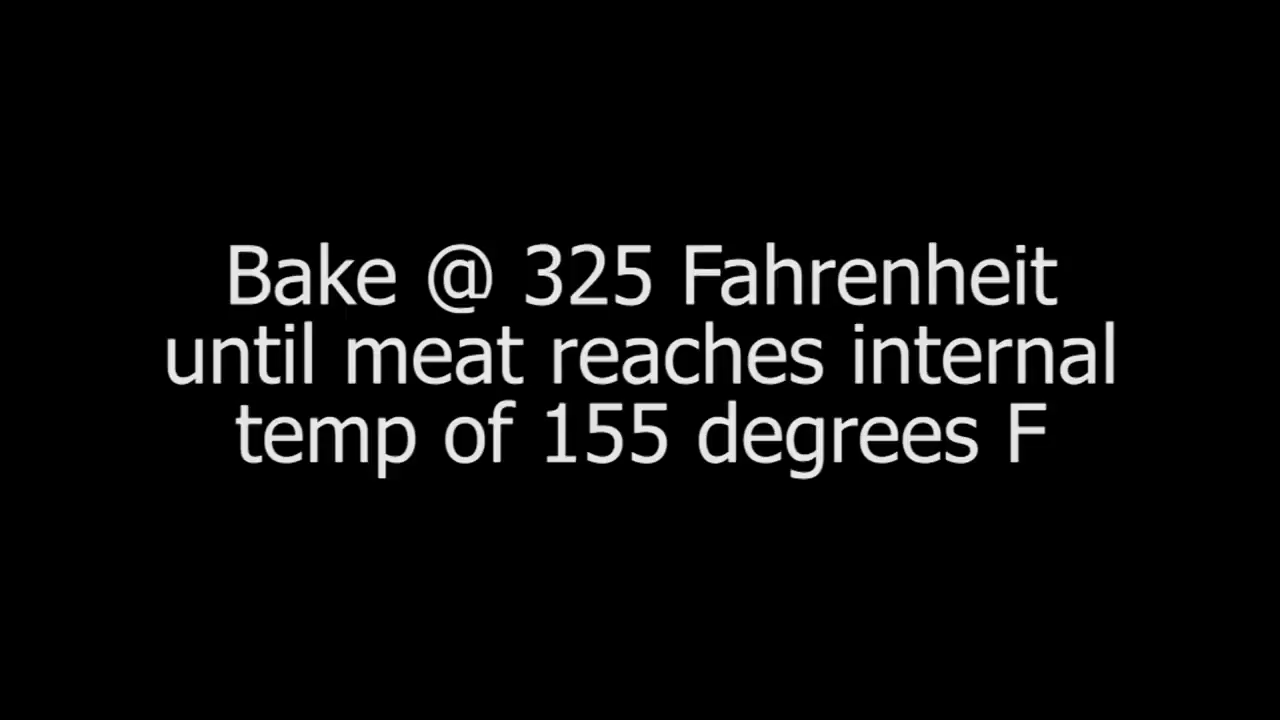 Bake @ 325 Fahrenheit
until meat reaches internal
temp of 155 degrees F